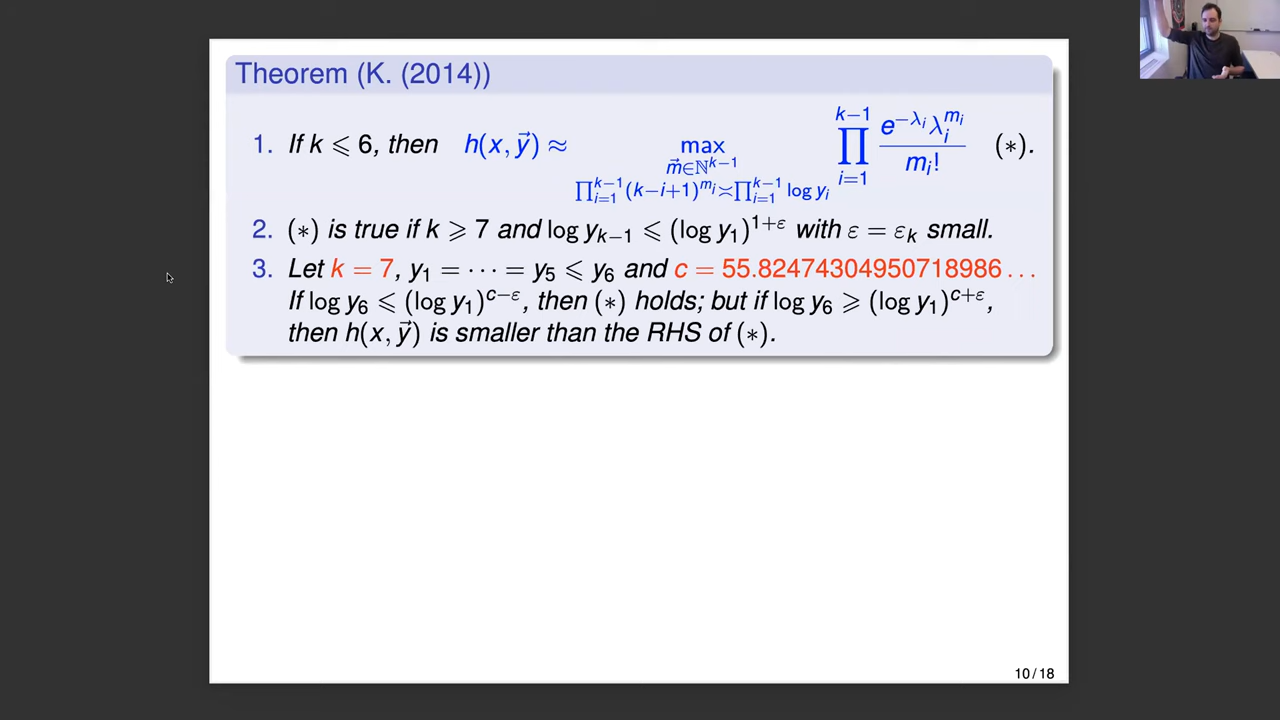 Theorem (K. (2014))
1. If k ⩽ 6, then h(x, y⃗) ≈ max_{m⃗∈ℕ^{k−1}, ∏_{i=1}^{k−1}(k−i+1)^{m_i}≍∏_{i=1}^{k−1} log y_i} ∏_{i=1}^{k−1} e^{−λ_i}λ_i^{m_i}/m_i! (∗).
2. (∗) is true if k ⩾ 7 and log y_{k−1} ⩽ (log y_1)^{1+ε} with ε = ε_k small.
3. Let k = 7, y_1 = ⋯ = y_5 ⩽ y_6 and c = 55.82474304950718986...
If log y_6 ⩽ (log y_1)^{c−ε}, then (∗) holds; but if log y_6 ⩾ (log y_1)^{c+ε},
then h(x, y⃗) is smaller than the RHS of (∗).
10 / 18